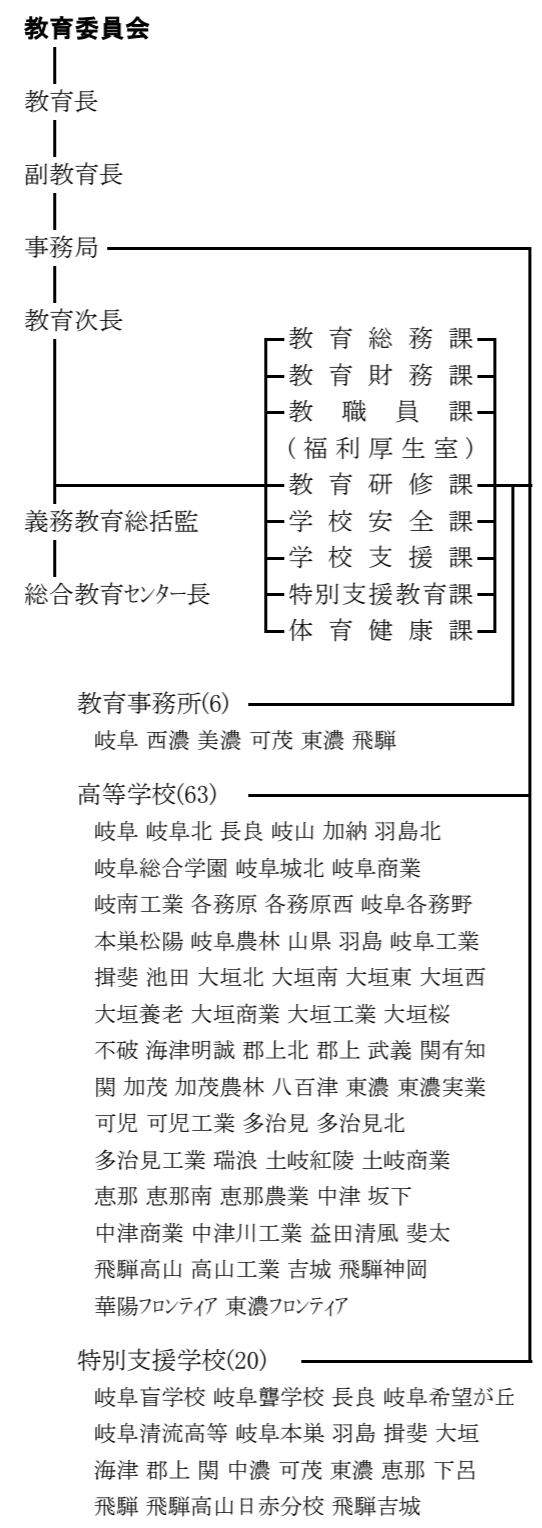 教育委員会
教育長
副教育長
事務局
教育次長
教育総務課
教育財務課
教職員課
(福利厚生室)
教育研修課
義務教育総括監
学校安全課
学校支援課
総合教育センター長
特別支援教育課
体育健康課
教育事務所(6)
岐阜 西濃 美濃 可茂 東濃 飛騨
高等学校(63)
岐阜 岐阜北 長良 岐山 加納 羽島北
岐阜総合学園 岐阜城北 岐阜商業
岐南工業 各務原 各務原西 岐阜各務野
本巣松陽 岐阜農林 山県 羽島 岐阜工業
揖斐 池田 大垣北 大垣南 大垣東 大垣西
大垣養老 大垣商業 大垣工業 大垣桜
不破 海津明誠 郡上北 郡上 武義 関有知
関 加茂 加茂農林 八百津 東濃 東濃実業
可児 可児工業 多治見 多治見北
多治見工業 瑞浪 土岐紅陵 土岐商業
恵那 恵那南 恵那農業 中津 坂下
中津商業 中津川工業 益田清風 斐太
飛騨高山 高山工業 吉城 飛騨神岡
華陽フロンティア 東濃フロンティア
特別支援学校(20)
岐阜盲学校 岐阜聾学校 長良 岐阜希望が丘
岐阜清流高等 岐阜本巣 羽島 揖斐 大垣
海津 郡上 関 中濃 可茂 東濃 恵那 下呂
飛騨 飛騨高山日赤分校 飛騨吉城